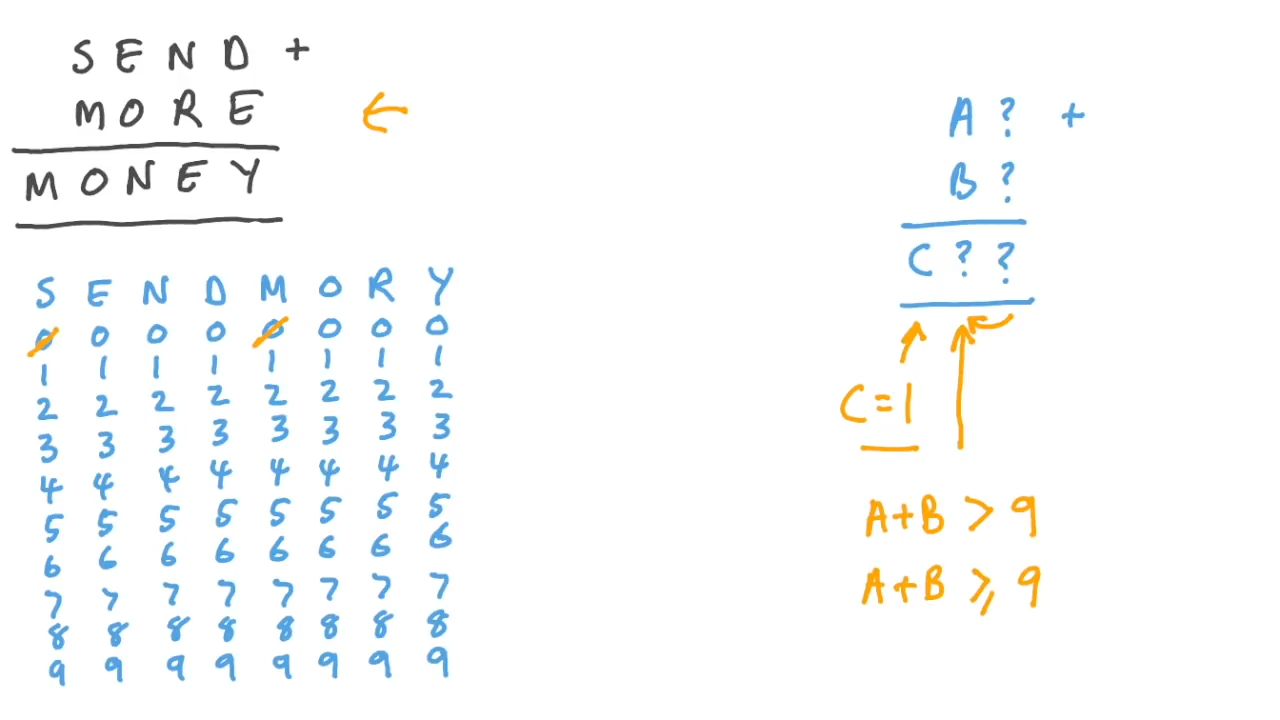 S E N D +
M O R E ←
M O N E Y
S E N D M O R Y
0 0 0 0 0 0 0 0
1 1 1 1 1 1 1 1
2 2 2 2 2 2 2 2
3 3 3 3 3 3 3 3
4 4 4 4 4 4 4 4
5 5 5 5 5 5 5 5
6 6 6 6 6 6 6 6
7 7 7 7 7 7 7 7
8 8 8 8 8 8 8 8
9 9 9 9 9 9 9 9
A ? +
B ?
C ? ?
C = 1
A + B > 9
A + B ⩾ 9